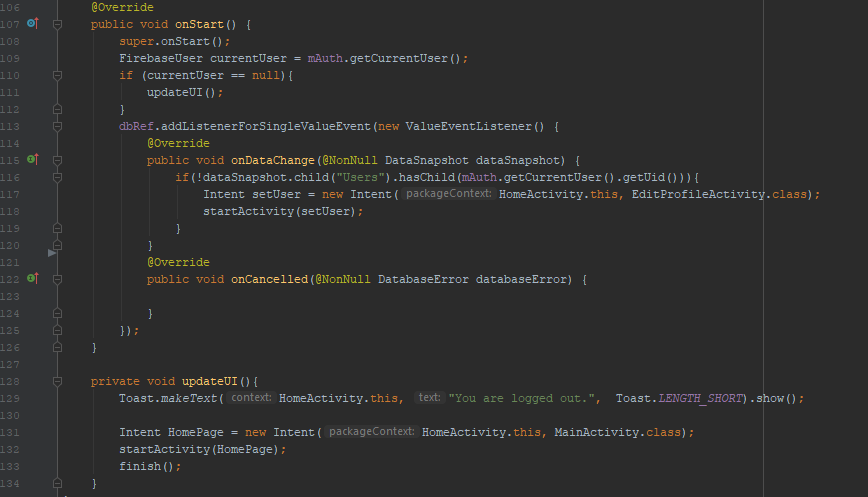 106 @Override
107 public void onStart() {
108 super.onStart();
109 FirebaseUser currentUser = mAuth.getCurrentUser();
110 if (currentUser == null){
111 updateUI();
112 }
113 dbRef.addListenerForSingleValueEvent(new ValueEventListener() {
114 @Override
115 public void onDataChange(@NonNull DataSnapshot dataSnapshot) {
116 if(!dataSnapshot.child("Users").hasChild(mAuth.getCurrentUser().getUid())){
117 Intent setUser = new Intent( packageContext: HomeActivity.this, EditProfileActivity.class);
118 startActivity(setUser);
119 }
120 }
121 @Override
122 public void onCancelled(@NonNull DatabaseError databaseError) {
123
124 }
125 });
126 }
127
128 private void updateUI(){
129 Toast.makeText( context: HomeActivity.this, text: "You are logged out.", Toast.LENGTH_SHORT).show();
130
131 Intent HomePage = new Intent( packageContext: HomeActivity.this, MainActivity.class);
132 startActivity(HomePage);
133 finish();
134 }